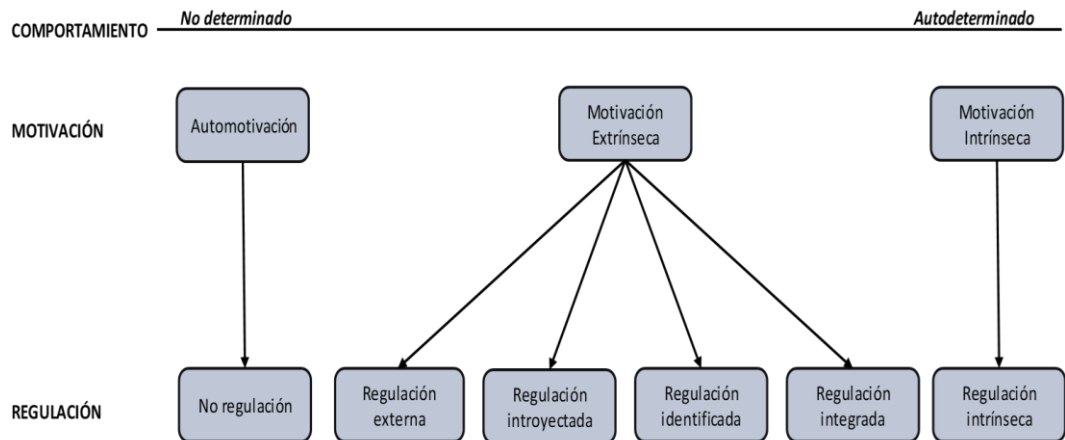 No determinado
Autodeterminado
COMPORTAMIENTO
MOTIVACIÓN
Automotivación
Motivación
Extrínseca
Motivación
Intrínseca
REGULACIÓN
No regulación
Regulación
externa
Regulación
introyectada
Regulación
identificada
Regulación
integrada
Regulación
intrínseca